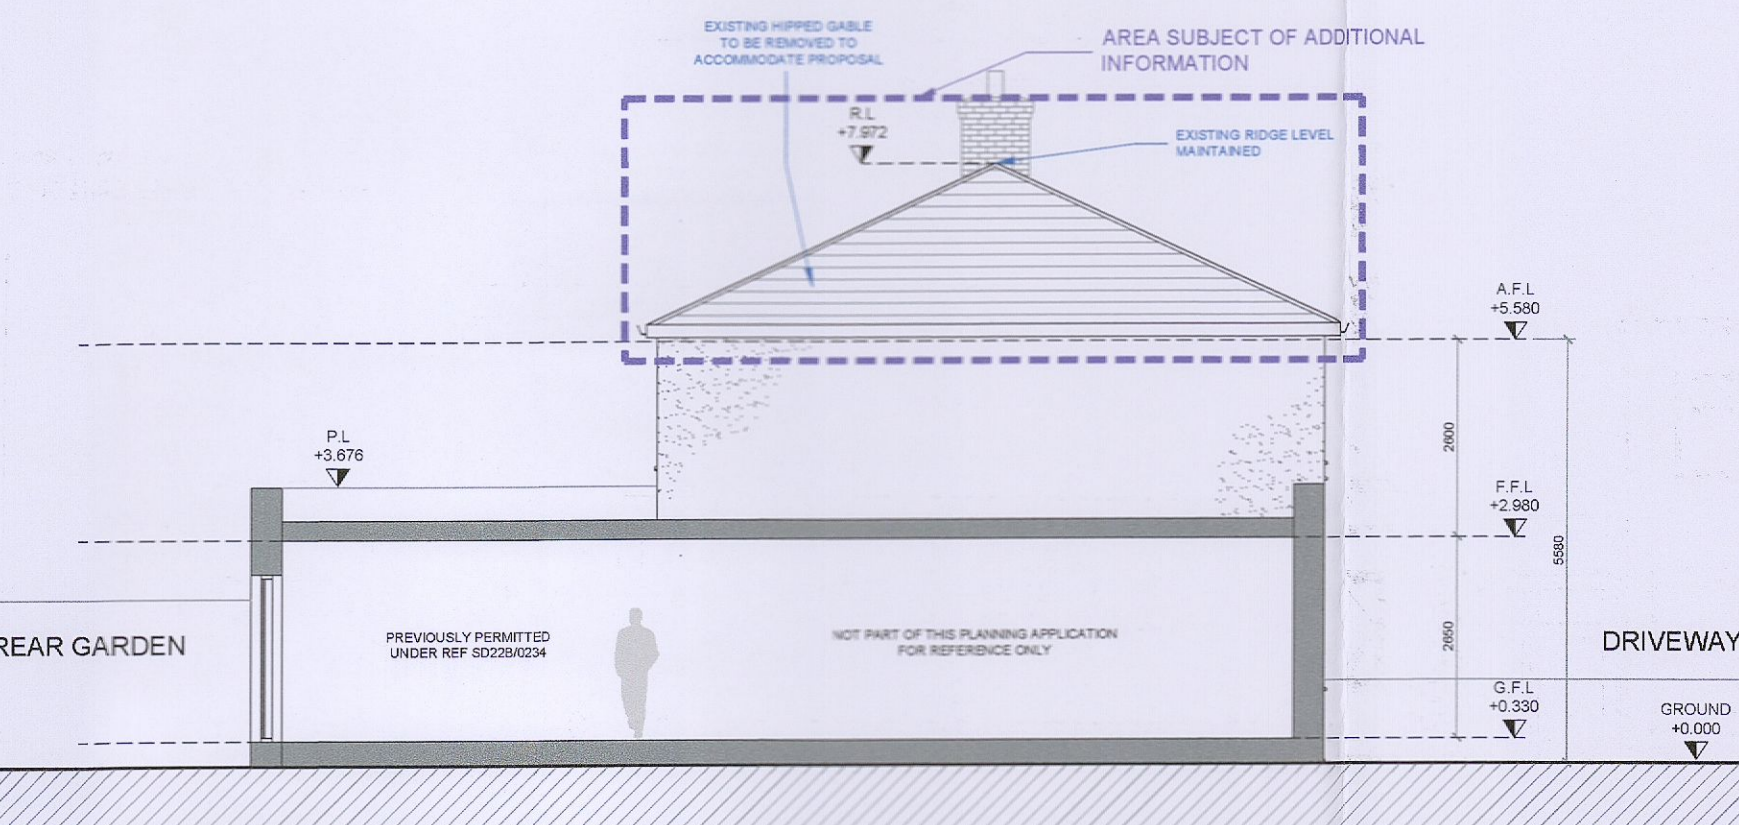 EXISTING HIPPED GABLE
TO BE REMOVED TO
ACCOMMODATE PROPOSAL
AREA SUBJECT OF ADDITIONAL
INFORMATION
R.L
+7.972
EXISTING RIDGE LEVEL
MAINTAINED
A.F.L
+5.580
P.L
+3.676
2600
F.F.L
+2.980
5580
REAR GARDEN
PREVIOUSLY PERMITTED
UNDER REF SD22B/0234
NOT PART OF THIS PLANNING APPLICATION
FOR REFERENCE ONLY
2650
DRIVEWAY
G.F.L
+0.330
GROUND
+0.000